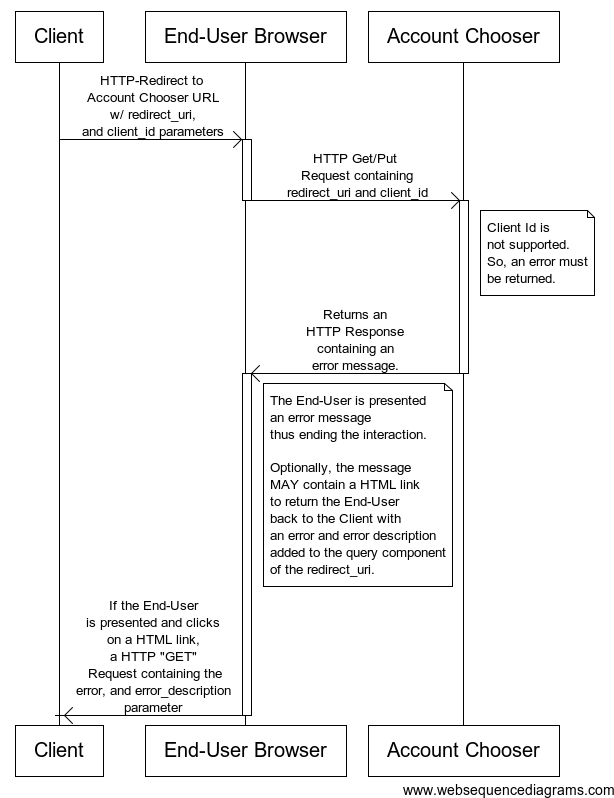 Client
End-User Browser
Account Chooser
HTTP-Redirect to
Account Chooser URL
w/ redirect_uri,
and client_id parameters
HTTP Get/Put
Request containing
redirect_uri and client_id
Client Id is
not supported.
So, an error must
be returned.
Returns an
HTTP Response
containing an
error message.
The End-User is presented
an error message
thus ending the interaction.
Optionally, the message
MAY contain a HTML link
to return the End-User
back to the Client with
an error and error description
added to the query component
of the redirect_uri.
If the End-User
is presented and clicks
on a HTML link,
a HTTP "GET"
Request containing the
error, and error_description
parameter
Client
End-User Browser
Account Chooser
www.websequencediagrams.com